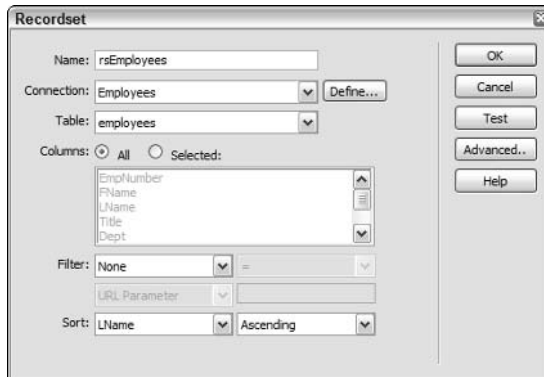 Recordset
Name: rsEmployees
Connection: Employees Define...
Table: employees
Columns: All Selected:
EmpNumber
FName
LName
Title
Dept
Filter: None =
URL Parameter
Sort: LName Ascending
OK
Cancel
Test
Advanced..
Help